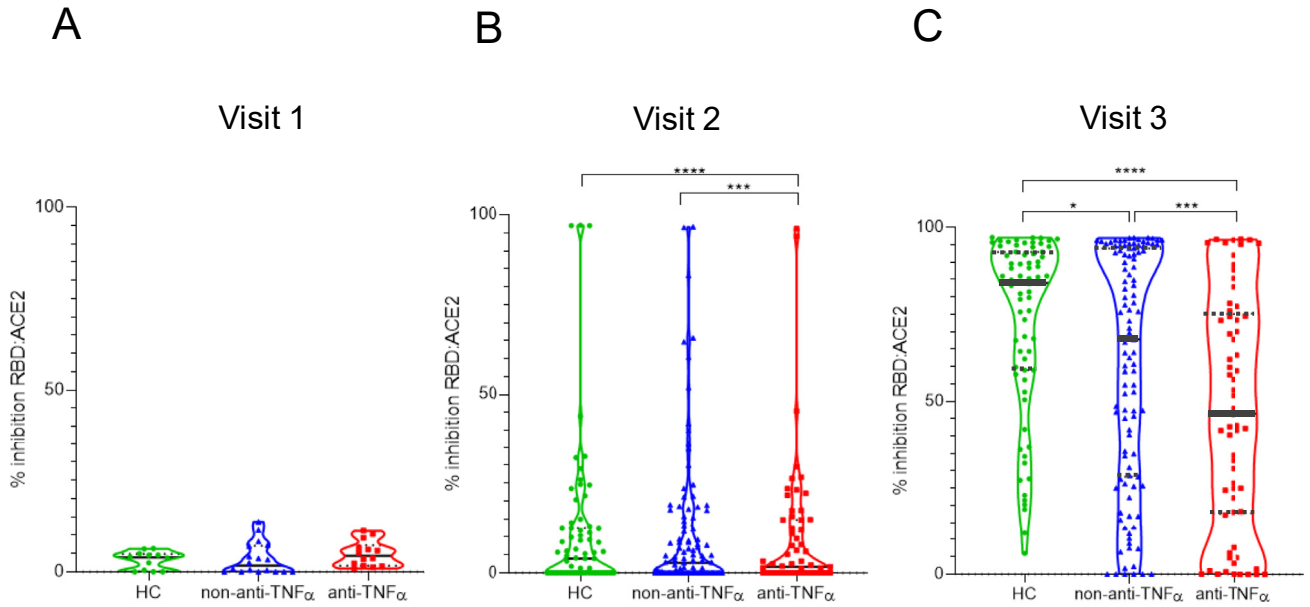 A
B
C
Visit 1
Visit 2
Visit 3
****
***
****
*
***
% inhibition RBD:ACE2
100
50
0
HC
non-anti-TNFα
anti-TNFα
% inhibition RBD:ACE2
100
50
0
HC
non-anti-TNFα
anti-TNFα
% inhibition RBD:ACE2
100
50
0
HC
non-anti-TNFα
anti-TNFα